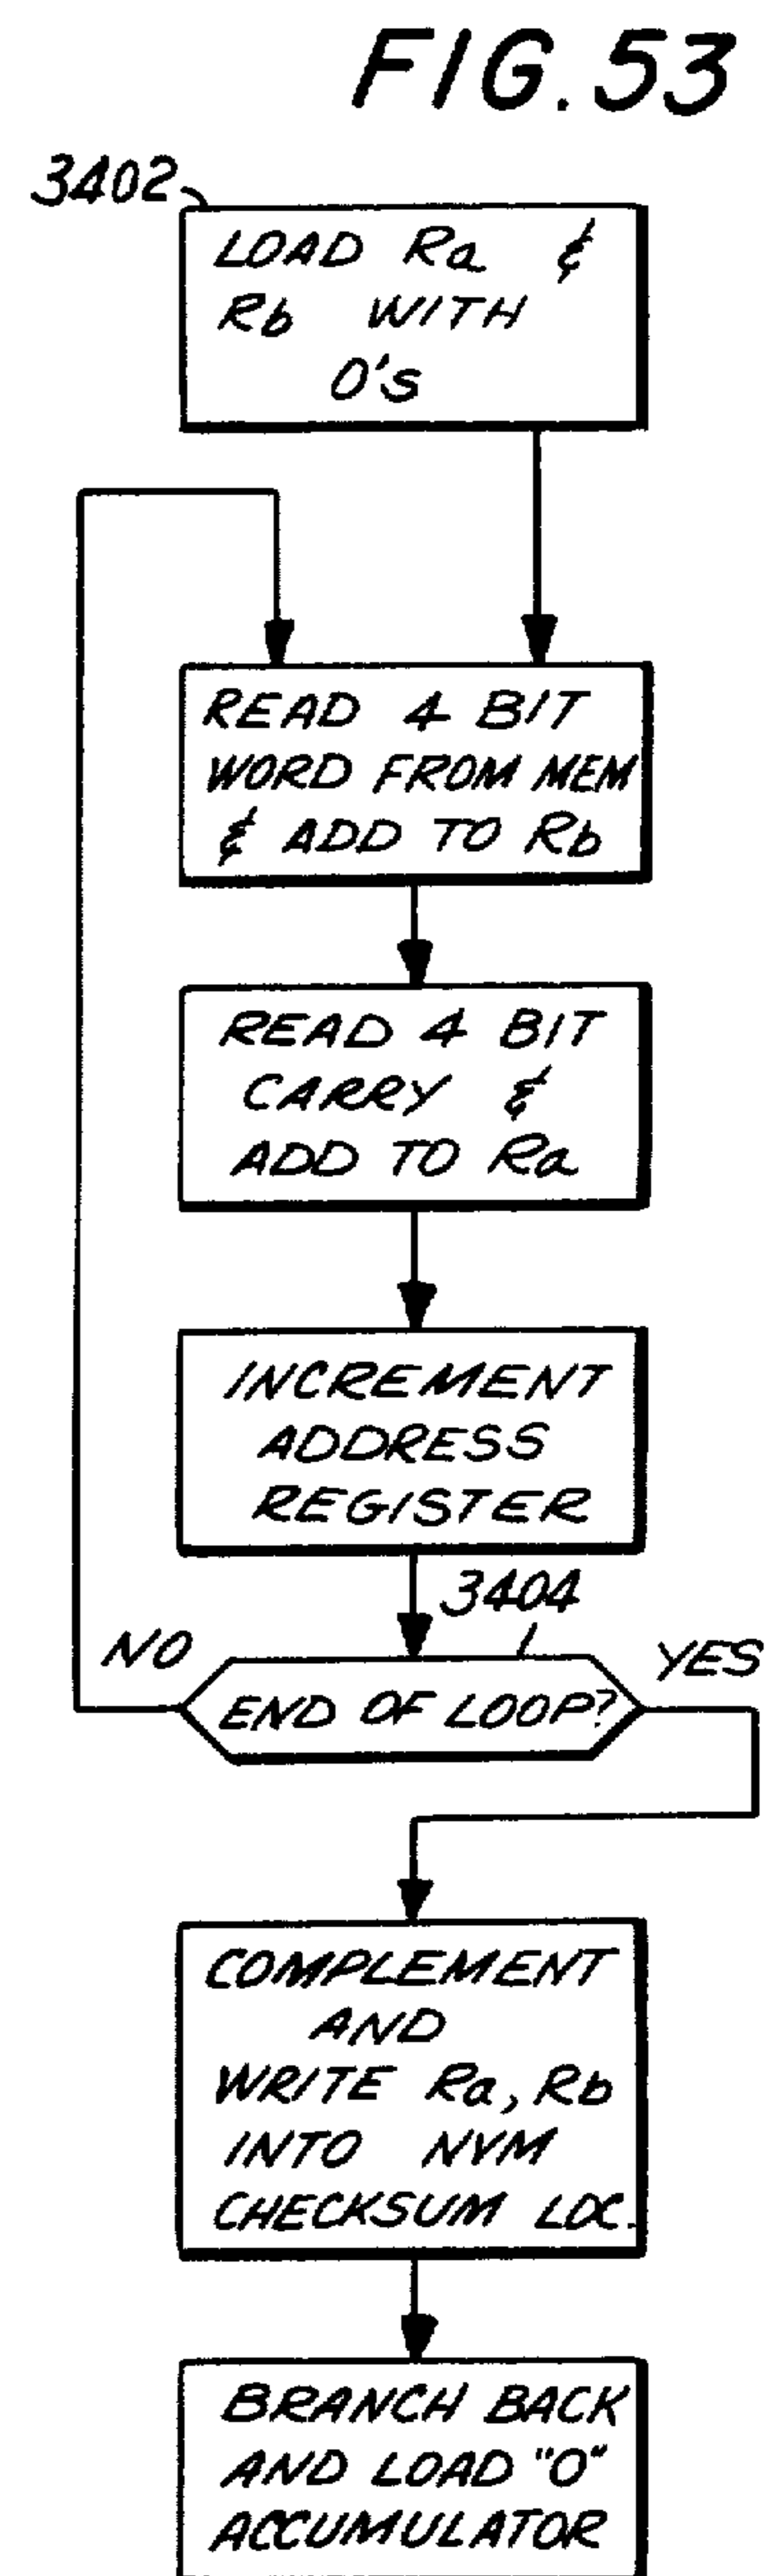 FIG. 53
3402
LOAD Ra &
Rb WITH
0's
READ 4 BIT
WORD FROM MEM
& ADD TO Rb
READ 4 BIT
CARRY &
ADD TO Ra
INCREMENT
ADDRESS
REGISTER
3404
NO
YES
END OF LOOP?
COMPLEMENT
AND
WRITE Ra, Rb
INTO NVM
CHECKSUM LOC.
BRANCH BACK
AND LOAD "0"
ACCUMULATOR